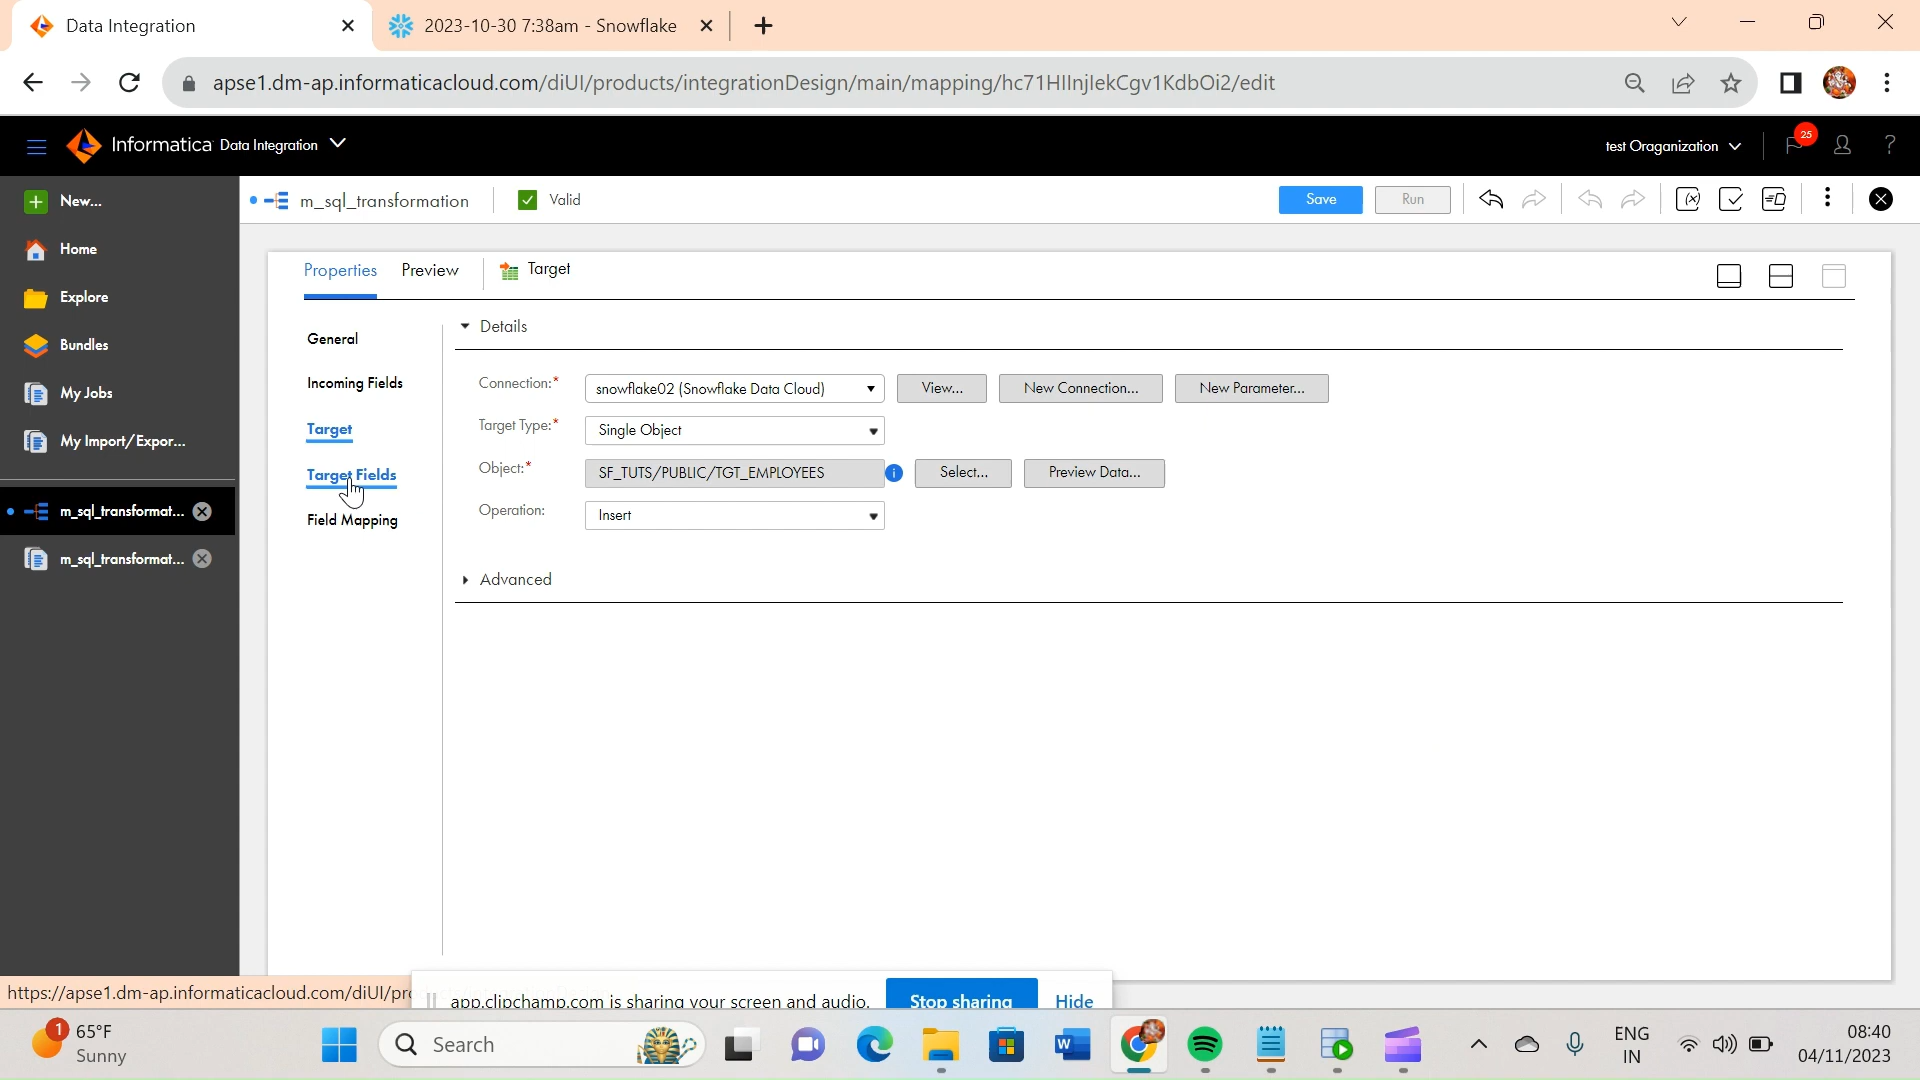 Data Integration
2023-10-30 7:38am - Snowflake
apse1.dm-ap.informaticacloud.com/diUI/products/integrationDesign/main/mapping/hc71HIlnjIekCgv1KdbOi2/edit
Informatica Data Integration
test Oraganization
25
?
New...
m_sql_transformation
Valid
Save
Run
Home
Explore
Bundles
My Jobs
My Import/Expor...
m_sql_transformat...
m_sql_transformat...
Properties
Preview
Target
General
Incoming Fields
Target
Target Fields
Field Mapping
Details
Connection:*
snowflake02 (Snowflake Data Cloud)
View...
New Connection...
New Parameter...
Target Type:*
Single Object
Object:*
SF_TUTS/PUBLIC/TGT_EMPLOYEES
Select...
Preview Data...
Operation:
Insert
Advanced
https://apse1.dm-ap.informaticacloud.com/diUI/pr
app.clipchamp.com is sharing your screen and audio.
Stop sharing
Hide
1
65°F
Sunny
Search
ENG
IN
08:40
04/11/2023